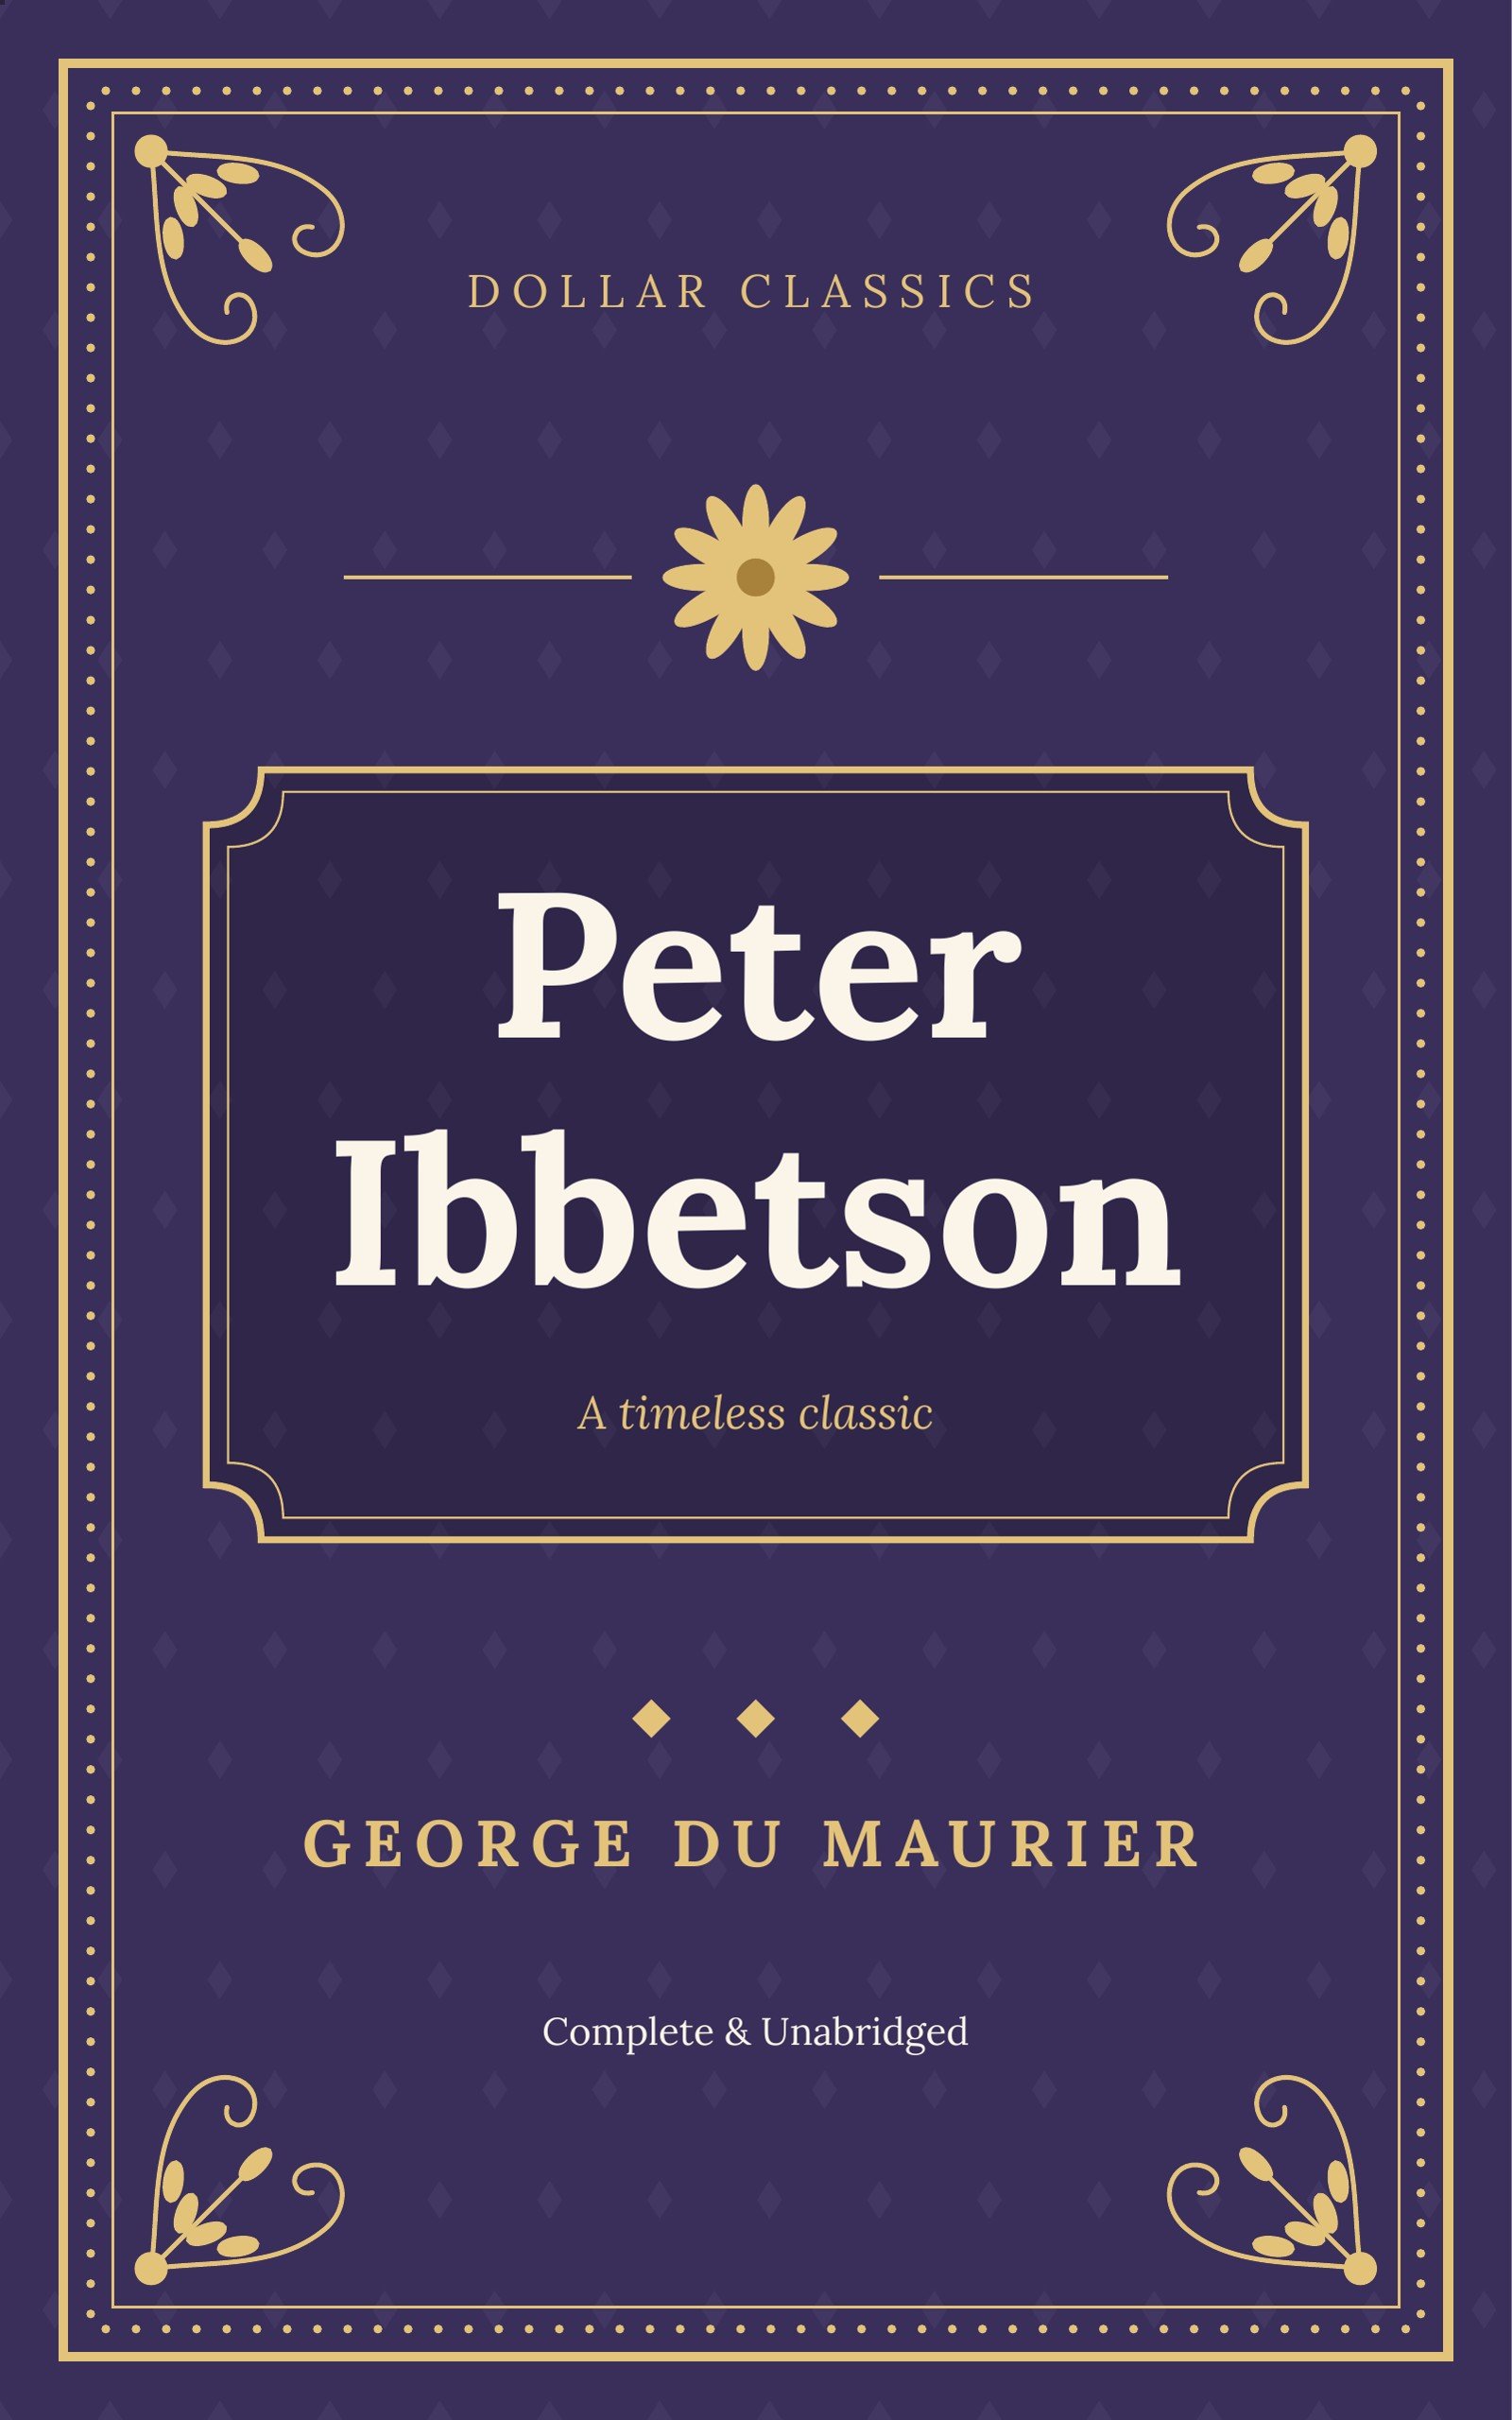 DOLLAR CLASSICS
Peter
Ibbetson
A timeless classic
GEORGE DU MAURIER
Complete & Unabridged